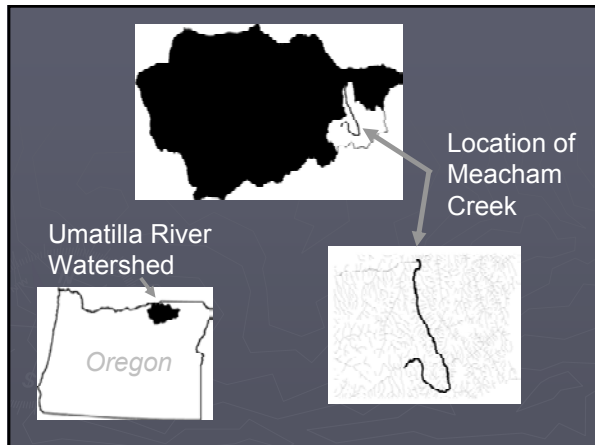 Location of
Meacham
Creek
Umatilla River
Watershed
Oregon